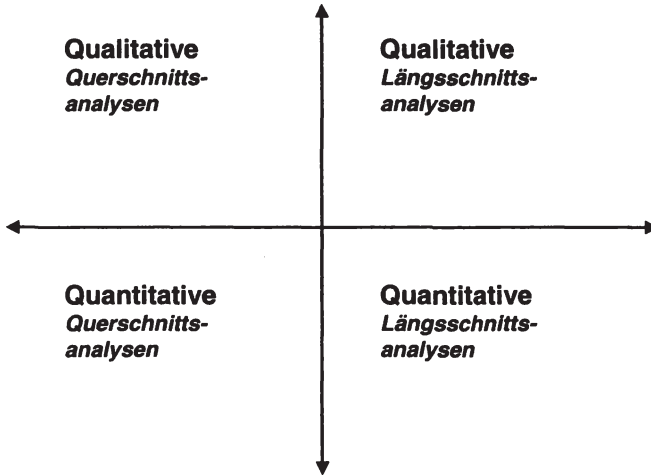 Qualitative
Querschnitts-
analysen
Qualitative
Längsschnitts-
analysen
Quantitative
Querschnitts-
analysen
Quantitative
Längsschnitts-
analysen